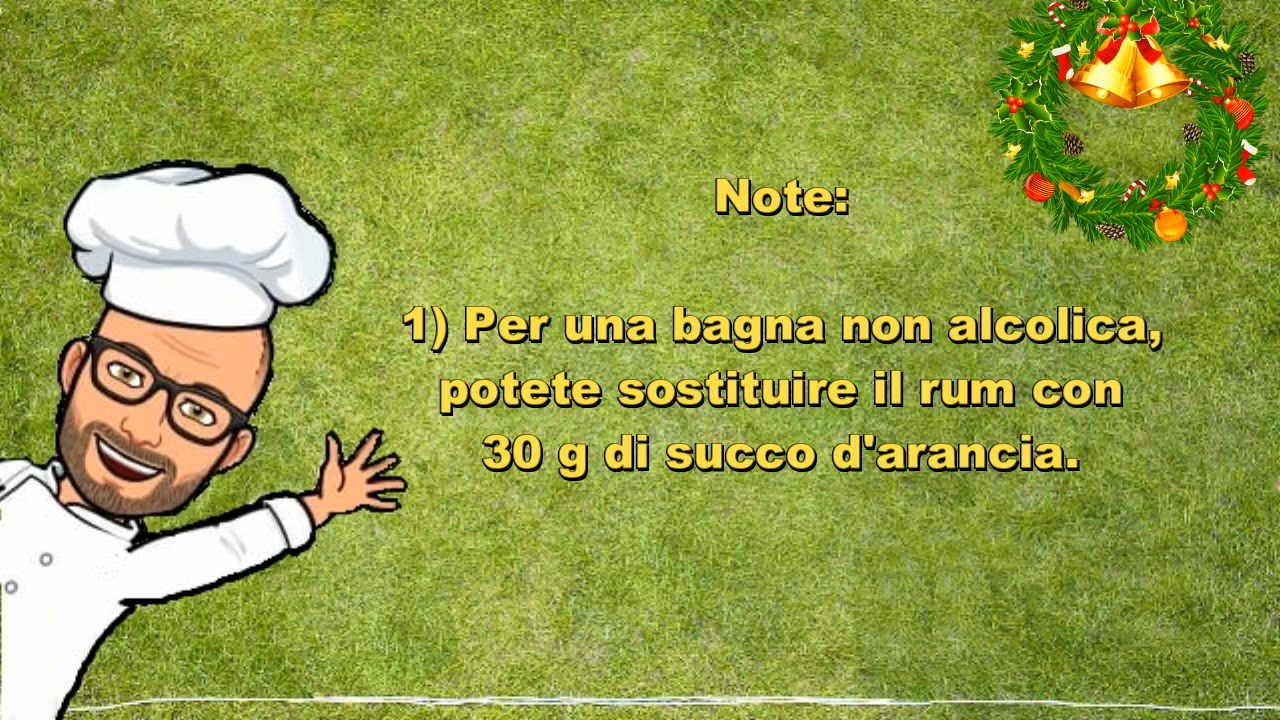 Note:
1) Per una bagna non alcolica,
potete sostituire il rum con
30 g di succo d'arancia.